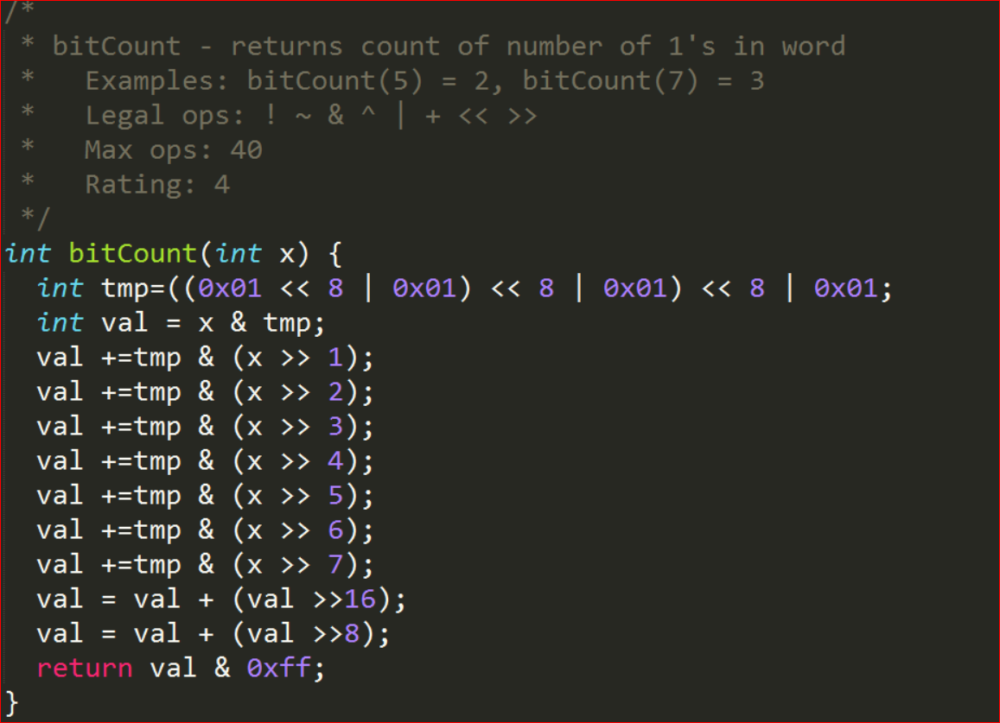 /*
 * bitCount - returns count of number of 1's in word
 *   Examples: bitCount(5) = 2, bitCount(7) = 3
 *   Legal ops: ! ~ & ^ | + << >>
 *   Max ops: 40
 *   Rating: 4
 */
int bitCount(int x) {
  int tmp=((0x01 << 8 | 0x01) << 8 | 0x01) << 8 | 0x01;
  int val = x & tmp;
  val +=tmp & (x >> 1);
  val +=tmp & (x >> 2);
  val +=tmp & (x >> 3);
  val +=tmp & (x >> 4);
  val +=tmp & (x >> 5);
  val +=tmp & (x >> 6);
  val +=tmp & (x >> 7);
  val = val + (val >>16);
  val = val + (val >>8);
  return val & 0xff;
}